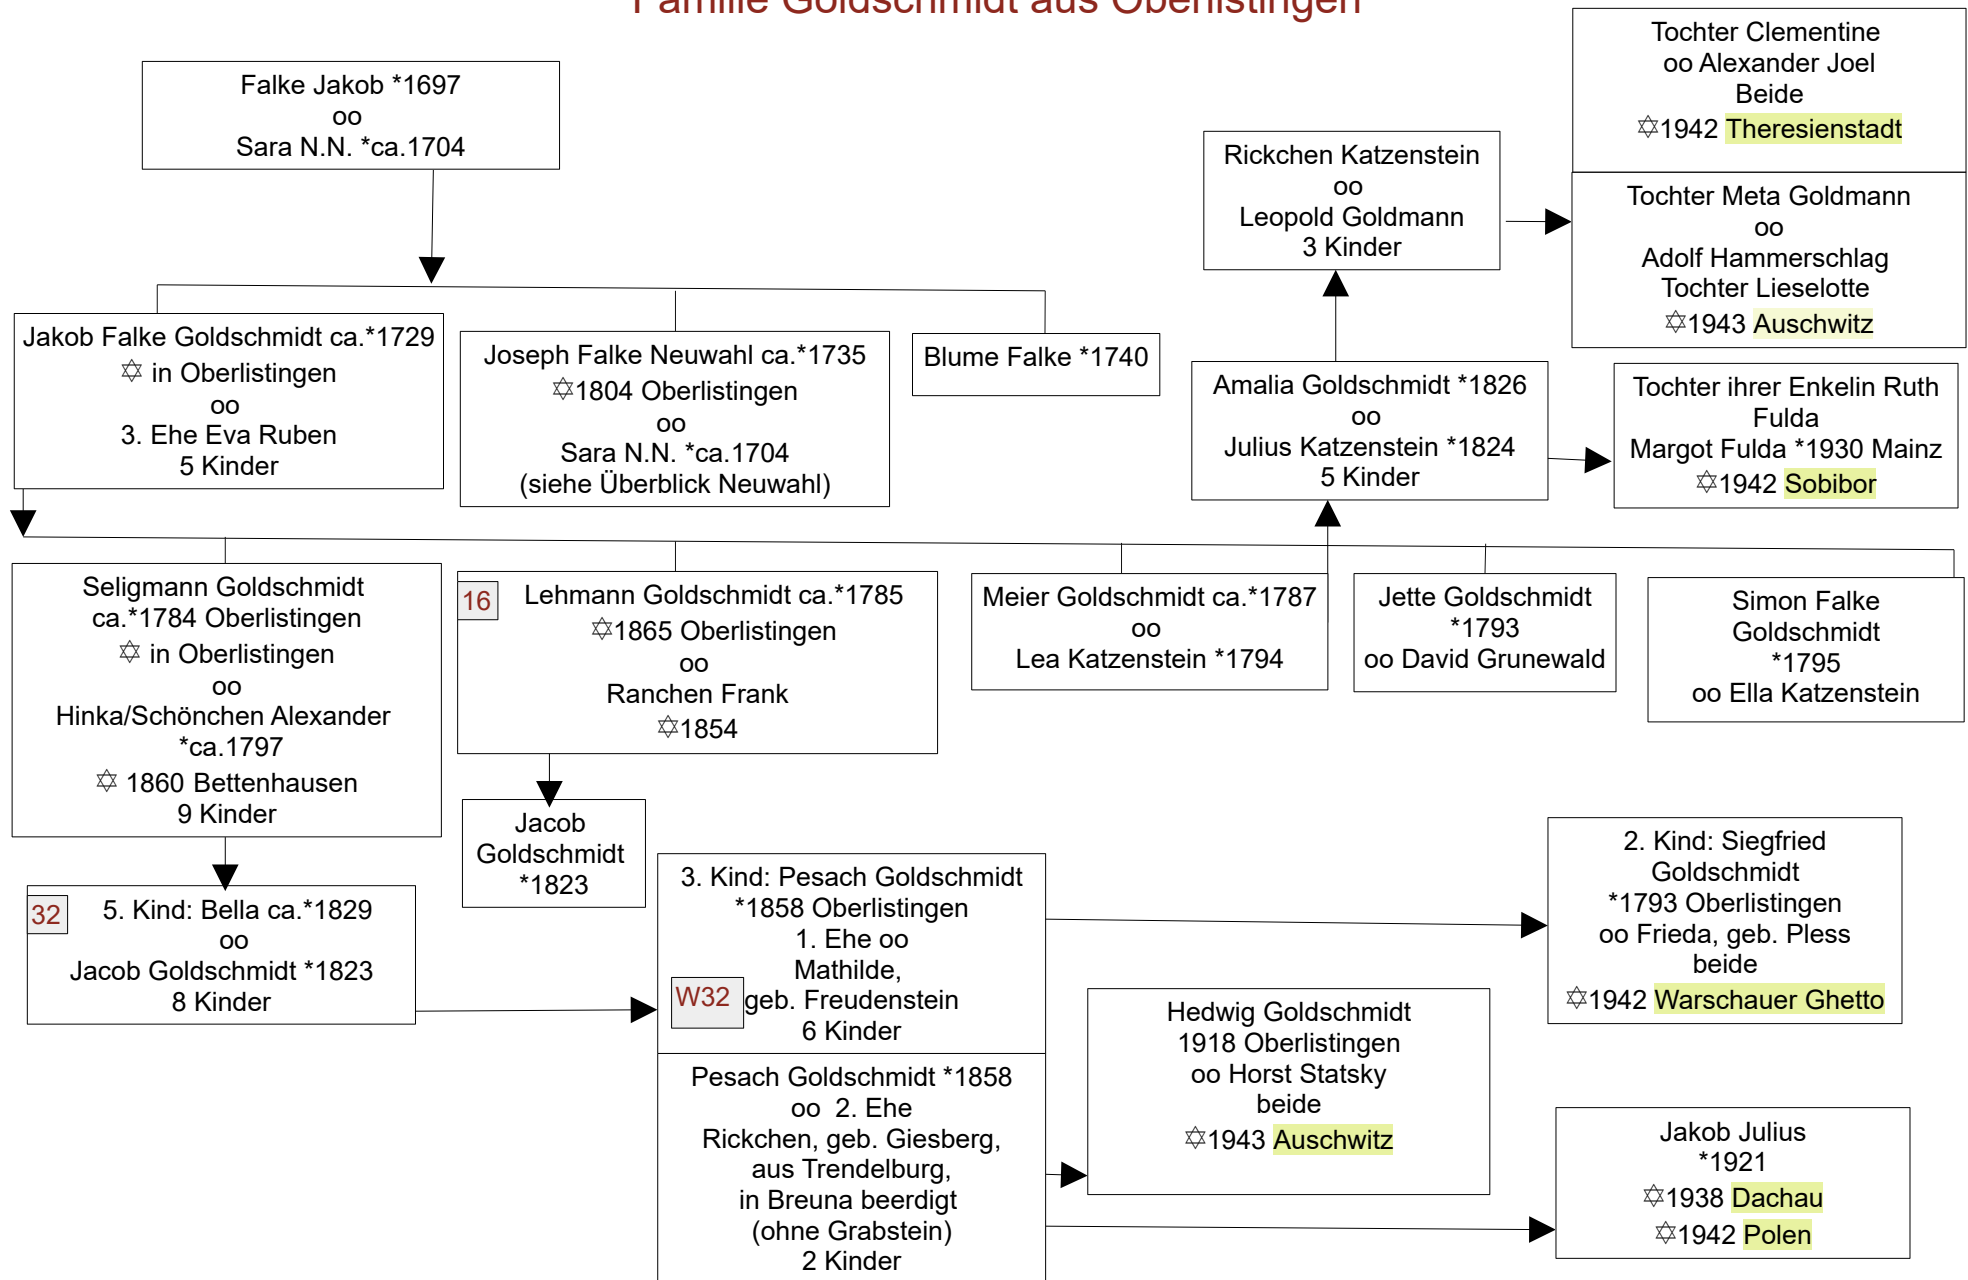 Familie Goldschmidt aus Oberlistingen
Falke Jakob *1697
oo
Sara N.N. *ca.1704
Tochter Clementine
oo Alexander Joel
Beide
✡1942 Theresienstadt
Rickchen Katzenstein
oo
Leopold Goldmann
3 Kinder
Tochter Meta Goldmann
oo
Adolf Hammerschlag
Tochter Lieselotte
✡1943 Auschwitz
Jakob Falke Goldschmidt ca.*1729
✡ in Oberlistingen
oo
3. Ehe Eva Ruben
5 Kinder
Joseph Falke Neuwahl ca.*1735
✡1804 Oberlistingen
oo
Sara N.N. *ca.1704
(siehe Überblick Neuwahl)
Blume Falke *1740
Amalia Goldschmidt *1826
oo
Julius Katzenstein *1824
5 Kinder
Tochter ihrer Enkelin Ruth
Fulda
Margot Fulda *1930 Mainz
✡1942 Sobibor
Seligmann Goldschmidt
ca.*1784 Oberlistingen
✡ in Oberlistingen
oo
Hinka/Schönchen Alexander
*ca.1797
✡ 1860 Bettenhausen
9 Kinder
16
Lehmann Goldschmidt ca.*1785
✡1865 Oberlistingen
oo
Ranchen Frank
✡1854
Meier Goldschmidt ca.*1787
oo
Lea Katzenstein *1794
Jette Goldschmidt
*1793
oo David Grunewald
Simon Falke
Goldschmidt
*1795
oo Ella Katzenstein
Jacob
Goldschmidt
*1823
32
5. Kind: Bella ca.*1829
oo
Jacob Goldschmidt *1823
8 Kinder
3. Kind: Pesach Goldschmidt
*1858 Oberlistingen
1. Ehe oo
Mathilde,
W32
geb. Freudenstein
6 Kinder
2. Kind: Siegfried
Goldschmidt
*1793 Oberlistingen
oo Frieda, geb. Pless
beide
✡1942 Warschauer Ghetto
Pesach Goldschmidt *1858
oo 2. Ehe
Rickchen, geb. Giesberg,
aus Trendelburg,
in Breuna beerdigt
(ohne Grabstein)
2 Kinder
Hedwig Goldschmidt
1918 Oberlistingen
oo Horst Statsky
beide
✡1943 Auschwitz
Jakob Julius
*1921
✡1938 Dachau
✡1942 Polen